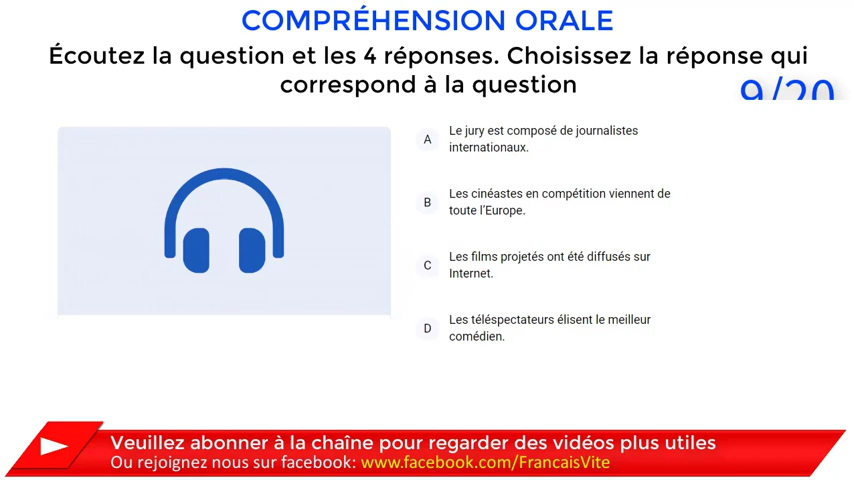 COMPRÉHENSION ORALE
Écoutez la question et les 4 réponses. Choisissez la réponse qui
correspond à la question
9/20
A
Le jury est composé de journalistes
internationaux.
B
Les cinéastes en compétition viennent de
toute l'Europe.
C
Les films projetés ont été diffusés sur
Internet.
D
Les téléspectateurs élisent le meilleur
comédien.
Veuillez abonner à la chaîne pour regarder des vidéos plus utiles
Ou rejoignez nous sur facebook: www.facebook.com/FrancaisVite